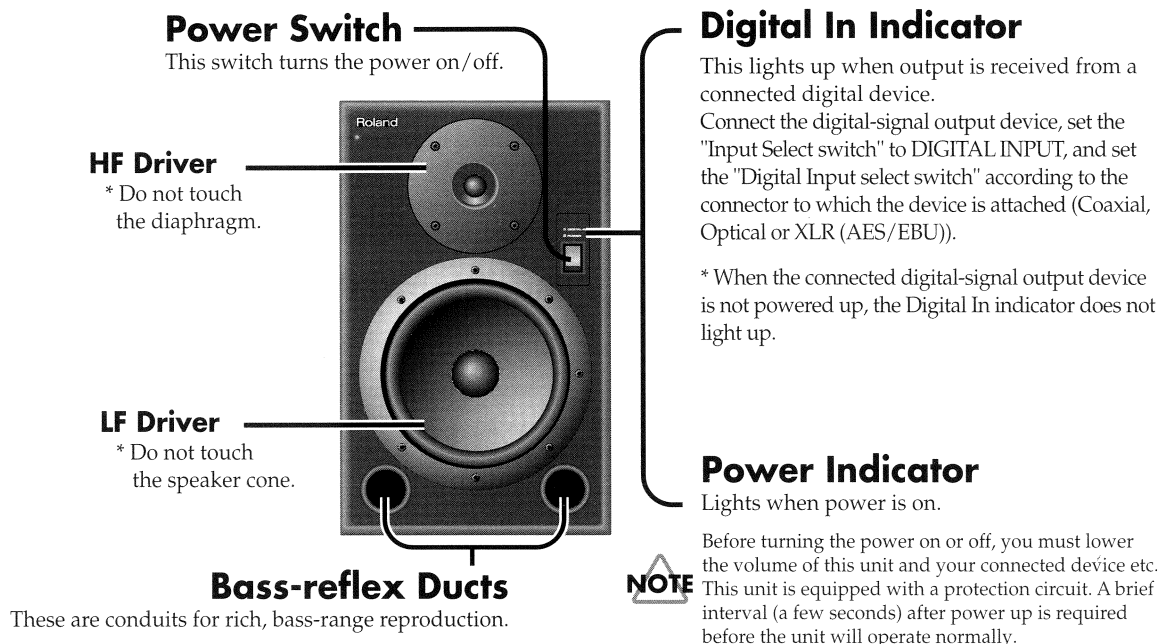 Power Switch
This switch turns the power on/off.
HF Driver
* Do not touch
the diaphragm.
LF Driver
* Do not touch
the speaker cone.
Bass-reflex Ducts
These are conduits for rich, bass-range reproduction.
Roland
Digital In Indicator
This lights up when output is received from a
connected digital device.
Connect the digital-signal output device, set the
"Input Select switch" to DIGITAL INPUT, and set
the "Digital Input select switch" according to the
connector to which the device is attached (Coaxial,
Optical or XLR (AES/EBU)).
* When the connected digital-signal output device
is not powered up, the Digital In indicator does not
light up.
Power Indicator
Lights when power is on.
NOTE
Before turning the power on or off, you must lower
the volume of this unit and your connected device etc.
This unit is equipped with a protection circuit. A brief
interval (a few seconds) after power up is required
before the unit will operate normally.